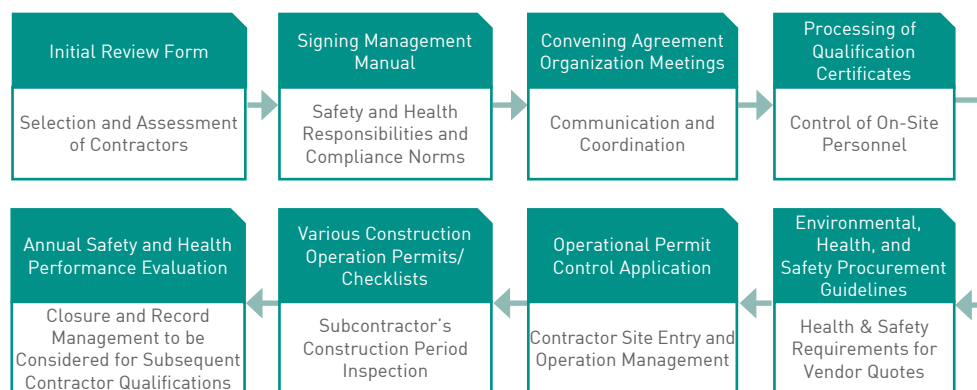 Initial Review Form
Selection and Assessment
of Contractors
Signing Management
Manual
Safety and Health
Responsibilities and
Compliance Norms
Convening Agreement
Organization Meetings
Communication and
Coordination
Processing of
Qualification
Certificates
Control of On-Site
Personnel
Environmental,
Health, and
Safety Procurement
Guidelines
Health & Safety
Requirements for
Vendor Quotes
Operational Permit
Control Application
Contractor Site Entry and
Operation Management
Various Construction
Operation Permits/
Checklists
Subcontractor's
Construction Period
Inspection
Annual Safety and Health
Performance Evaluation
Closure and Record
Management to be
Considered for Subsequent
Contractor Qualifications